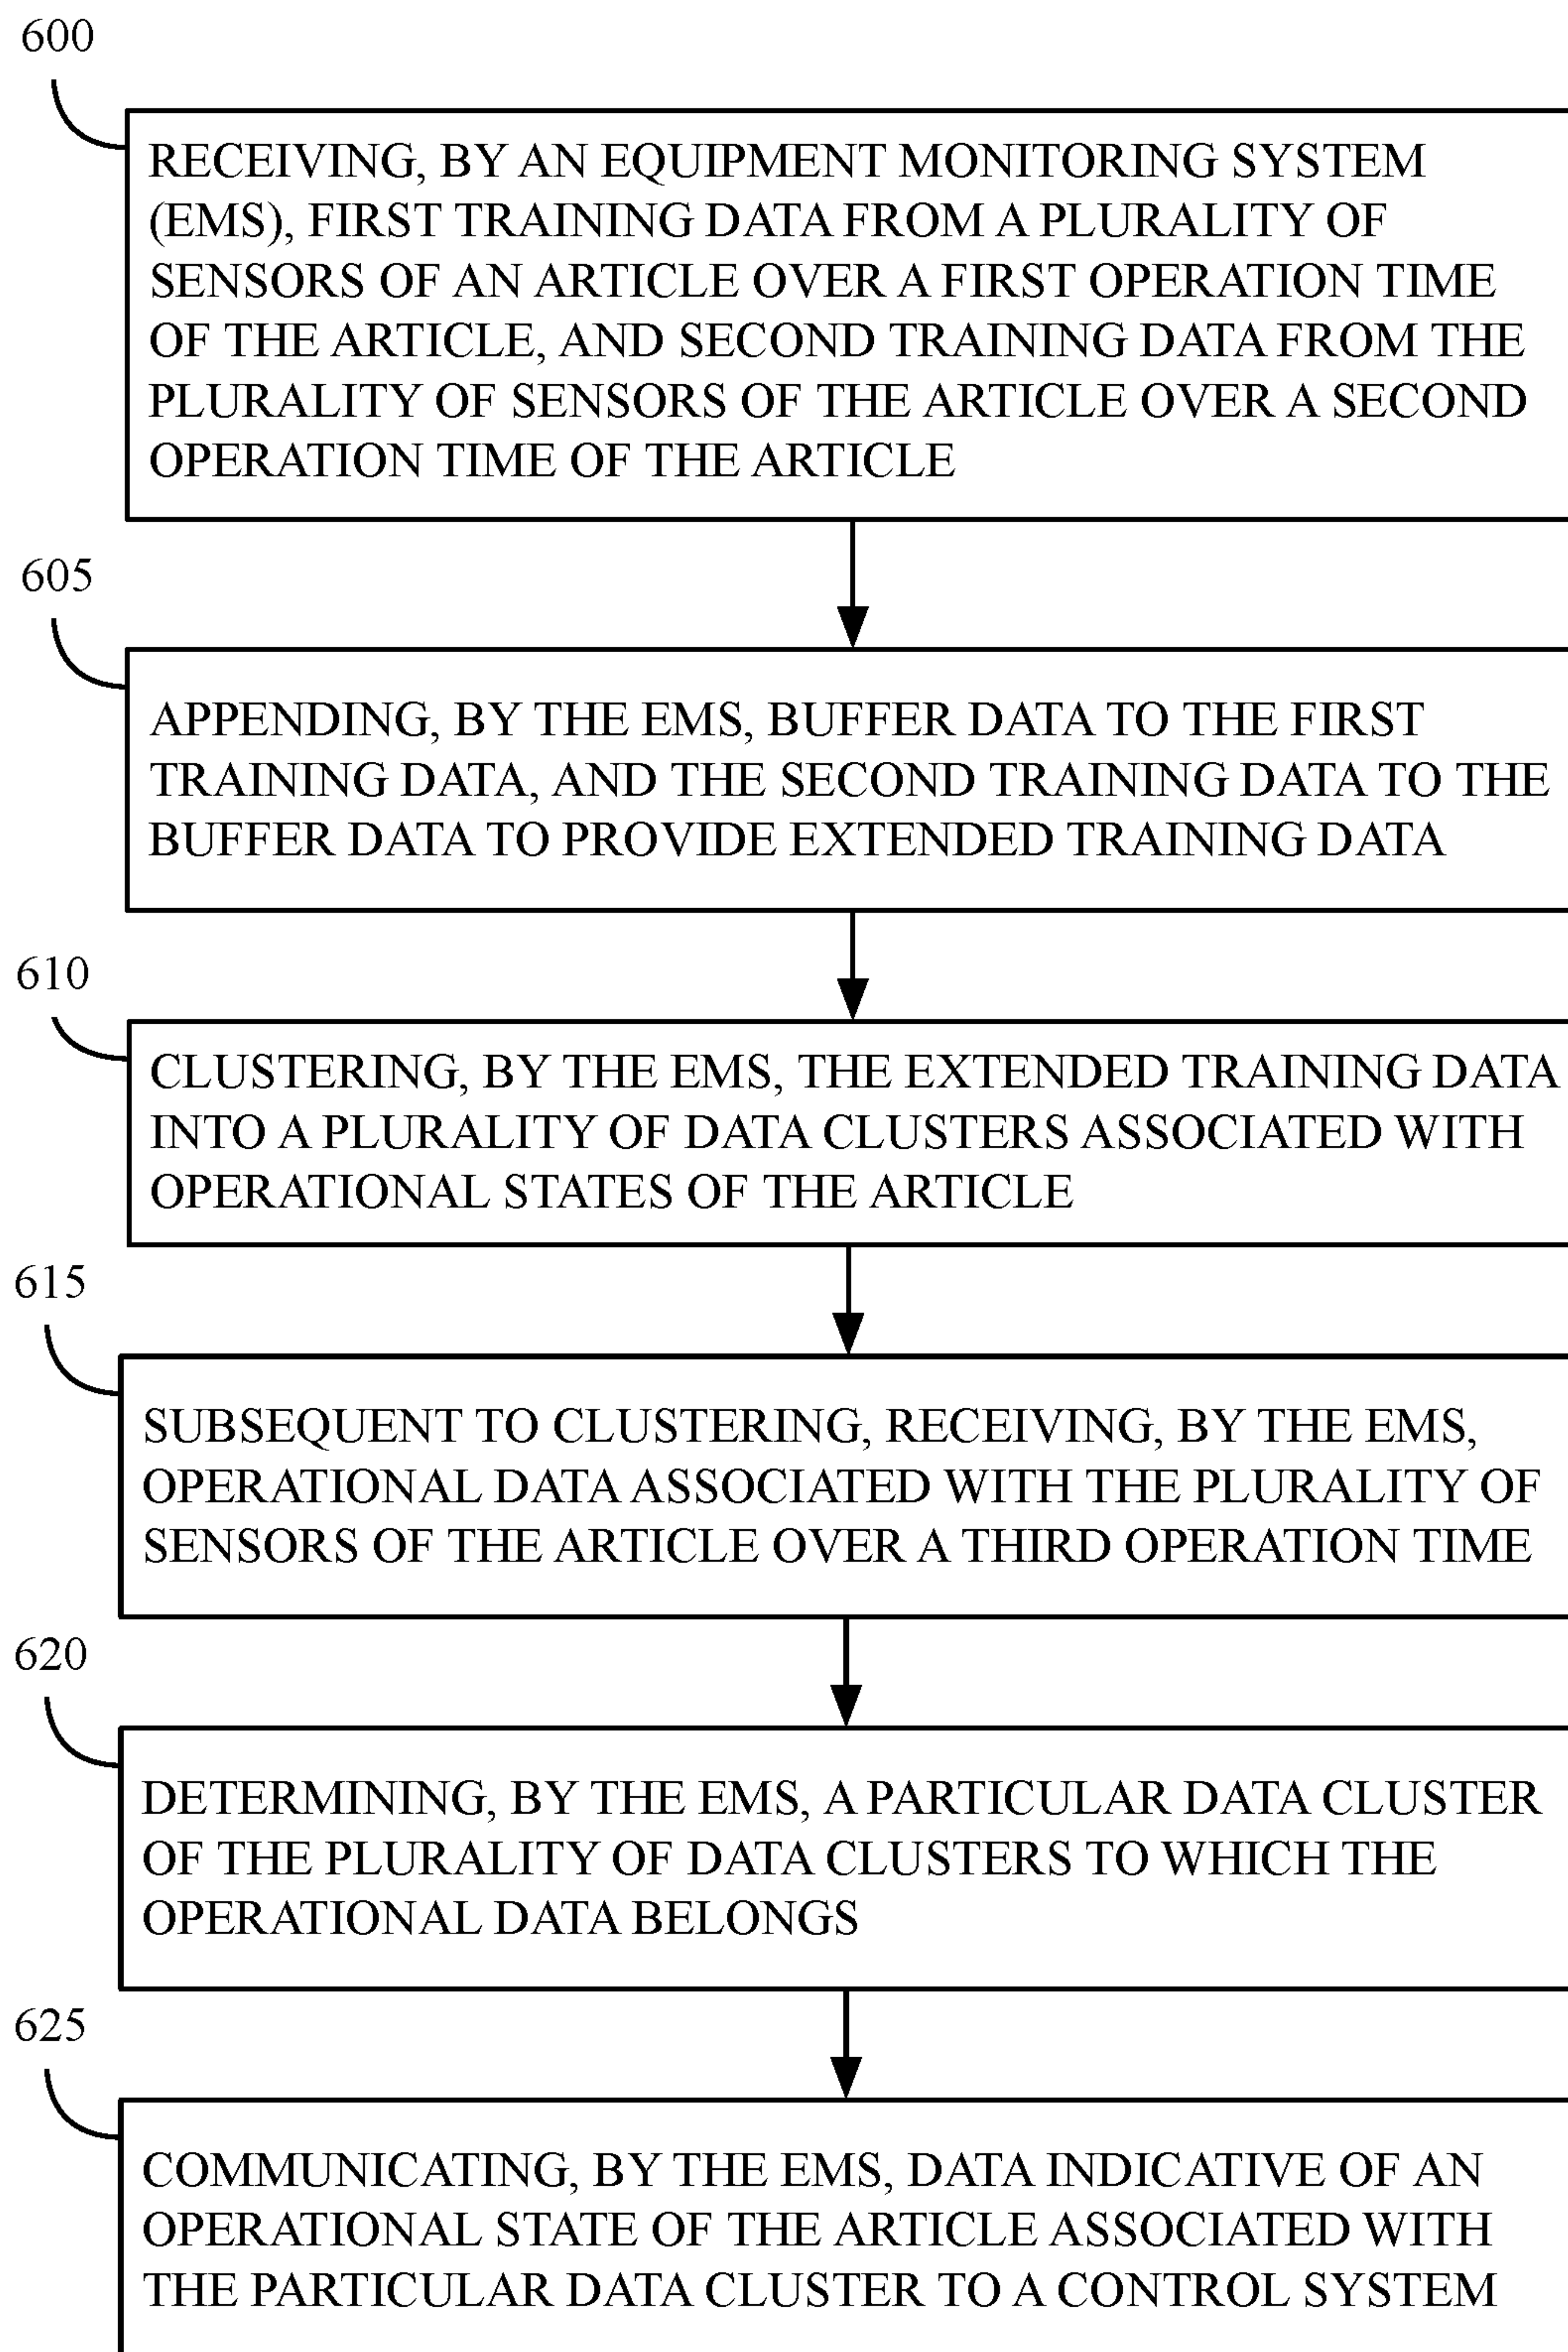 600
RECEIVING, BY AN EQUIPMENT MONITORING SYSTEM
(EMS), FIRST TRAINING DATA FROM A PLURALITY OF
SENSORS OF AN ARTICLE OVER A FIRST OPERATION TIME
OF THE ARTICLE, AND SECOND TRAINING DATA FROM THE
PLURALITY OF SENSORS OF THE ARTICLE OVER A SECOND
OPERATION TIME OF THE ARTICLE
605
APPENDING, BY THE EMS, BUFFER DATA TO THE FIRST
TRAINING DATA, AND THE SECOND TRAINING DATA TO THE
BUFFER DATA TO PROVIDE EXTENDED TRAINING DATA
610
CLUSTERING, BY THE EMS, THE EXTENDED TRAINING DATA
INTO A PLURALITY OF DATA CLUSTERS ASSOCIATED WITH
OPERATIONAL STATES OF THE ARTICLE
615
SUBSEQUENT TO CLUSTERING, RECEIVING, BY THE EMS,
OPERATIONAL DATA ASSOCIATED WITH THE PLURALITY OF
SENSORS OF THE ARTICLE OVER A THIRD OPERATION TIME
620
DETERMINING, BY THE EMS, A PARTICULAR DATA CLUSTER
OF THE PLURALITY OF DATA CLUSTERS TO WHICH THE
OPERATIONAL DATA BELONGS
625
COMMUNICATING, BY THE EMS, DATA INDICATIVE OF AN
OPERATIONAL STATE OF THE ARTICLE ASSOCIATED WITH
THE PARTICULAR DATA CLUSTER TO A CONTROL SYSTEM